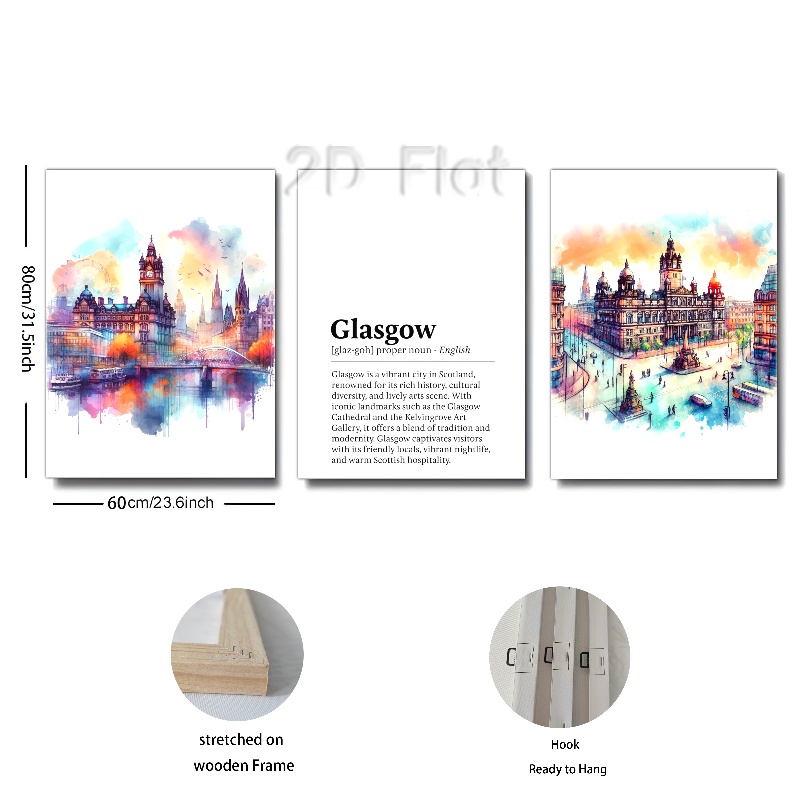 2D Flat
80cm/31.5inch
Glasgow
[glaz-goh] proper noun - English
Glasgow is a vibrant city in Scotland,
renowned for its rich history, cultural
diversity, and lively arts scene. With
iconic landmarks such as the Glasgow
Cathedral and the Kelvingrove Art
Gallery, it offers a blend of tradition and
modernity. Glasgow captivates visitors
with its friendly locals, vibrant nightlife,
and warm Scottish hospitality.
60cm/23.6inch
stretched on
wooden Frame
Hook
Ready to Hang